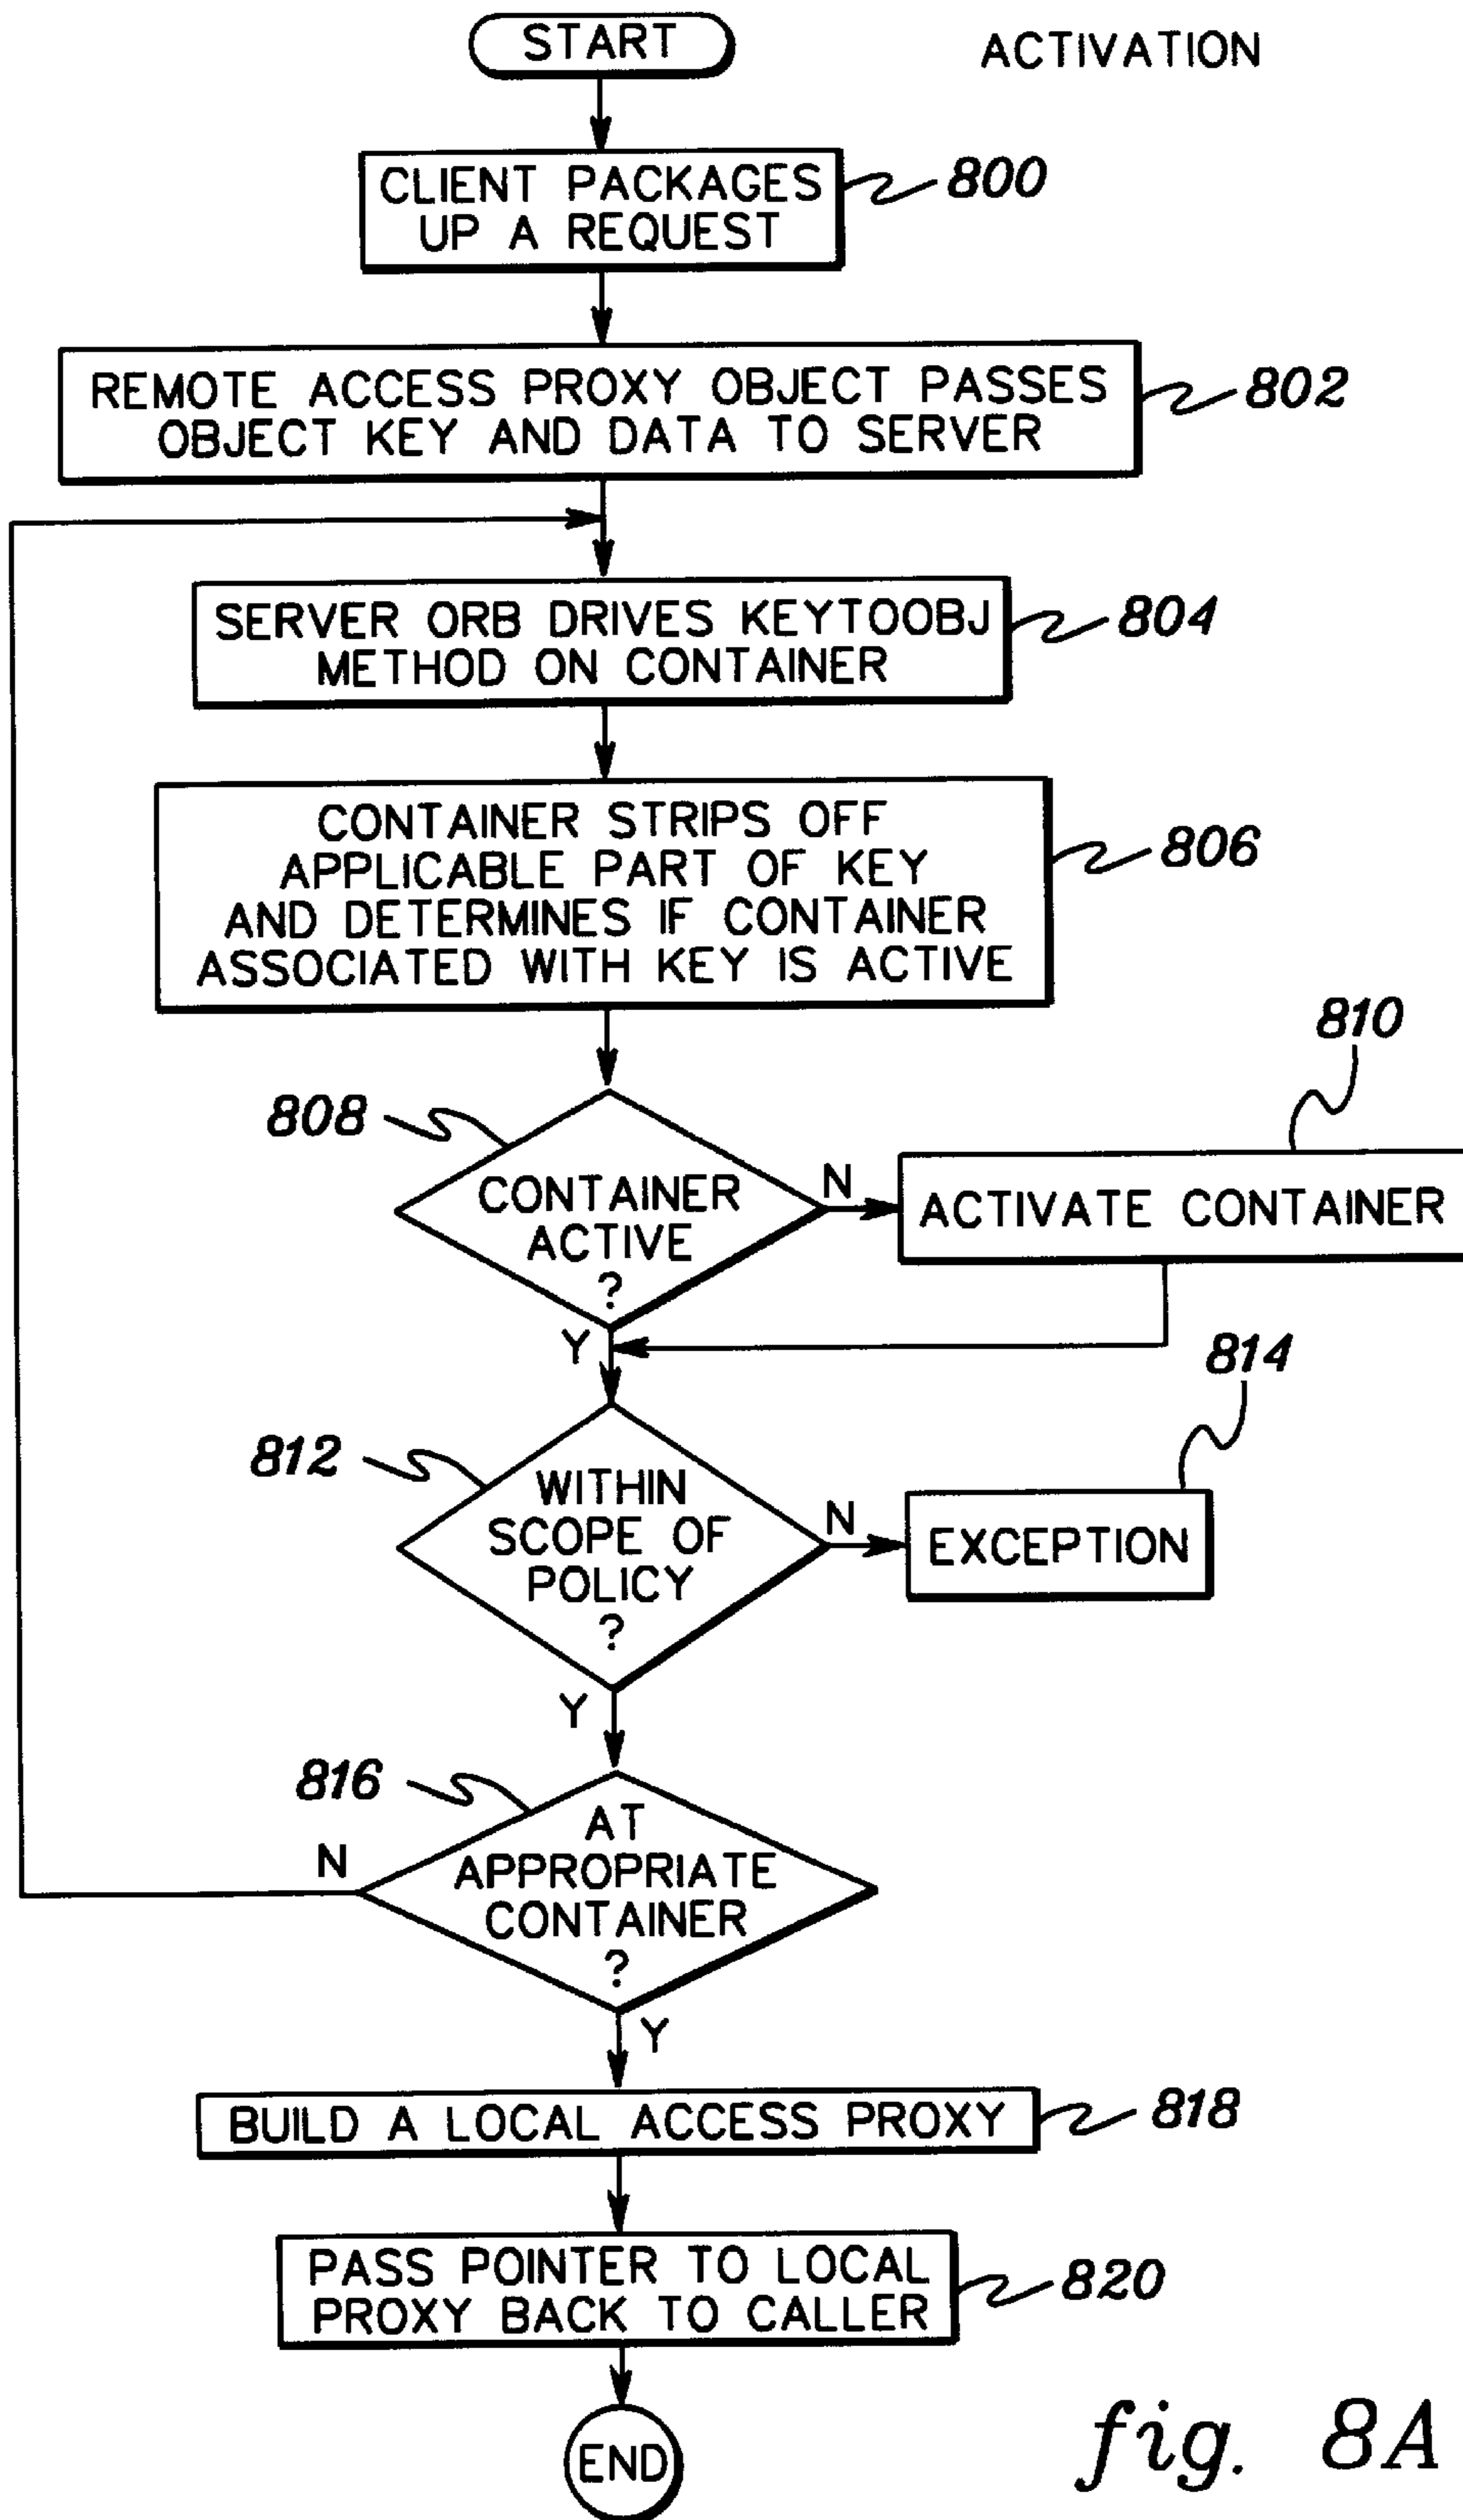 START
ACTIVATION
CLIENT PACKAGES
UP A REQUEST
800
REMOTE ACCESS PROXY OBJECT PASSES
OBJECT KEY AND DATA TO SERVER
802
SERVER ORB DRIVES KEYTOOBJ
METHOD ON CONTAINER
804
CONTAINER STRIPS OFF
APPLICABLE PART OF KEY
AND DETERMINES IF CONTAINER
ASSOCIATED WITH KEY IS ACTIVE
806
808
CONTAINER
ACTIVE
?
N
810
ACTIVATE CONTAINER
Y
812
WITHIN
SCOPE OF
POLICY
?
N
814
EXCEPTION
Y
816
AT
APPROPRIATE
CONTAINER
?
N
Y
BUILD A LOCAL ACCESS PROXY
818
PASS POINTER TO LOCAL
PROXY BACK TO CALLER
820
END
fig. 8A